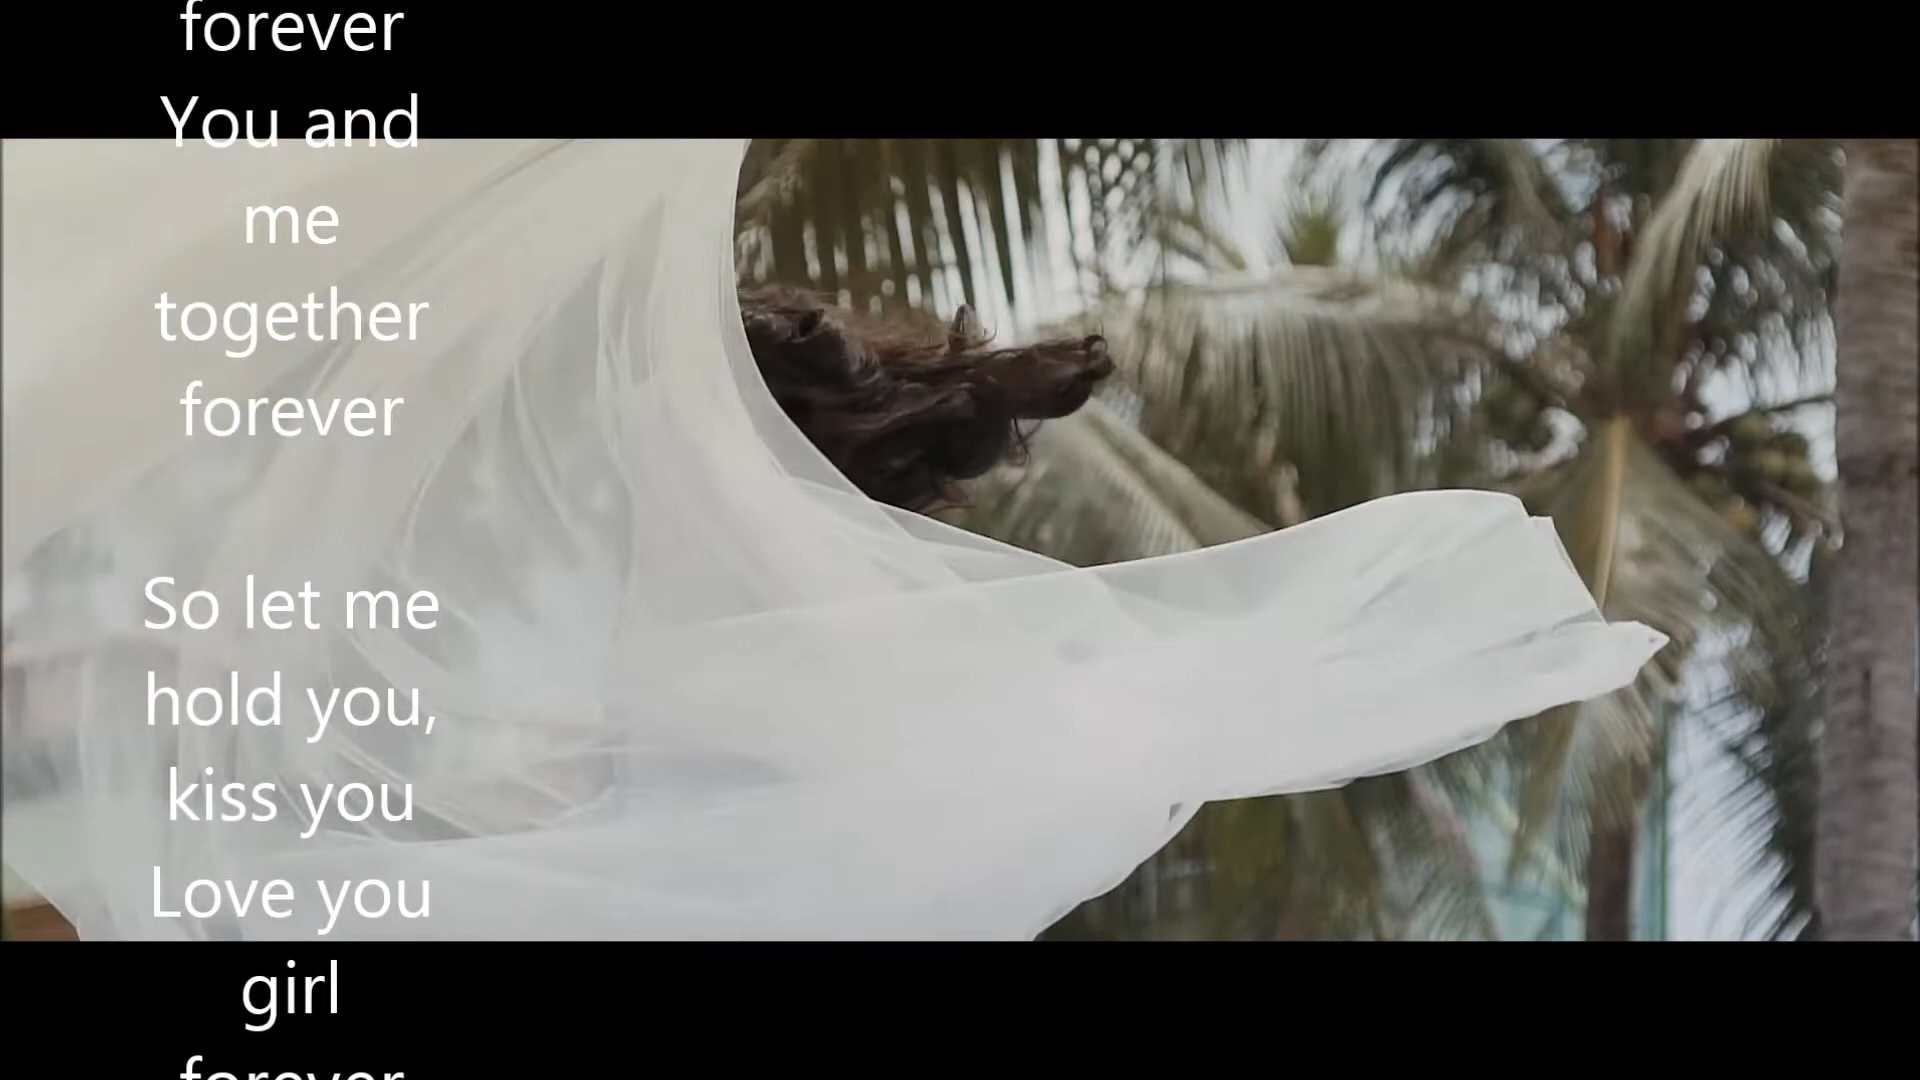 forever
You and
me
together
forever
So let me
hold you,
kiss you
Love you
girl
forever